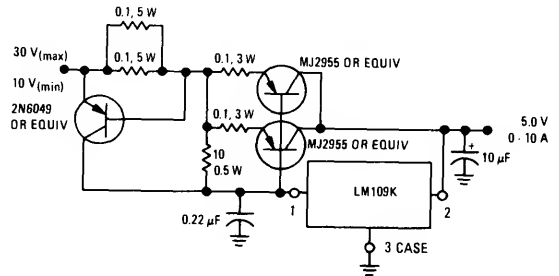 0.1, 5 W
30 V(max)
0.1, 5 W
0.1, 3 W
MJ2955 OR EQUIV
10 V(min)
2N6049
OR EQUIV
0.1, 3 W
5.0 V
0 - 10 A
MJ2955 OR EQUIV
10
0.5 W
+
10 μF
1
LM109K
2
0.22 μF
3 CASE